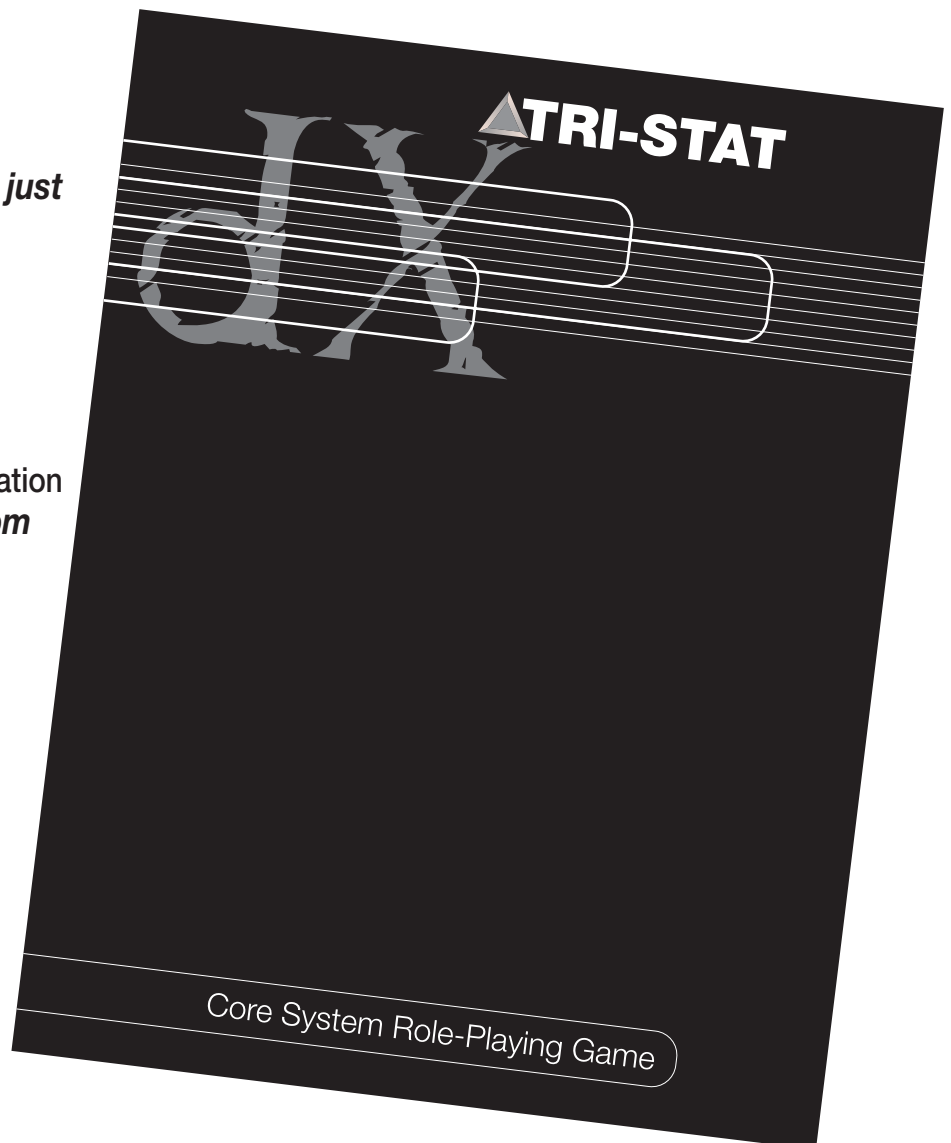 TRI-STAT
dX
just
ation
om
Core System Role-Playing Game